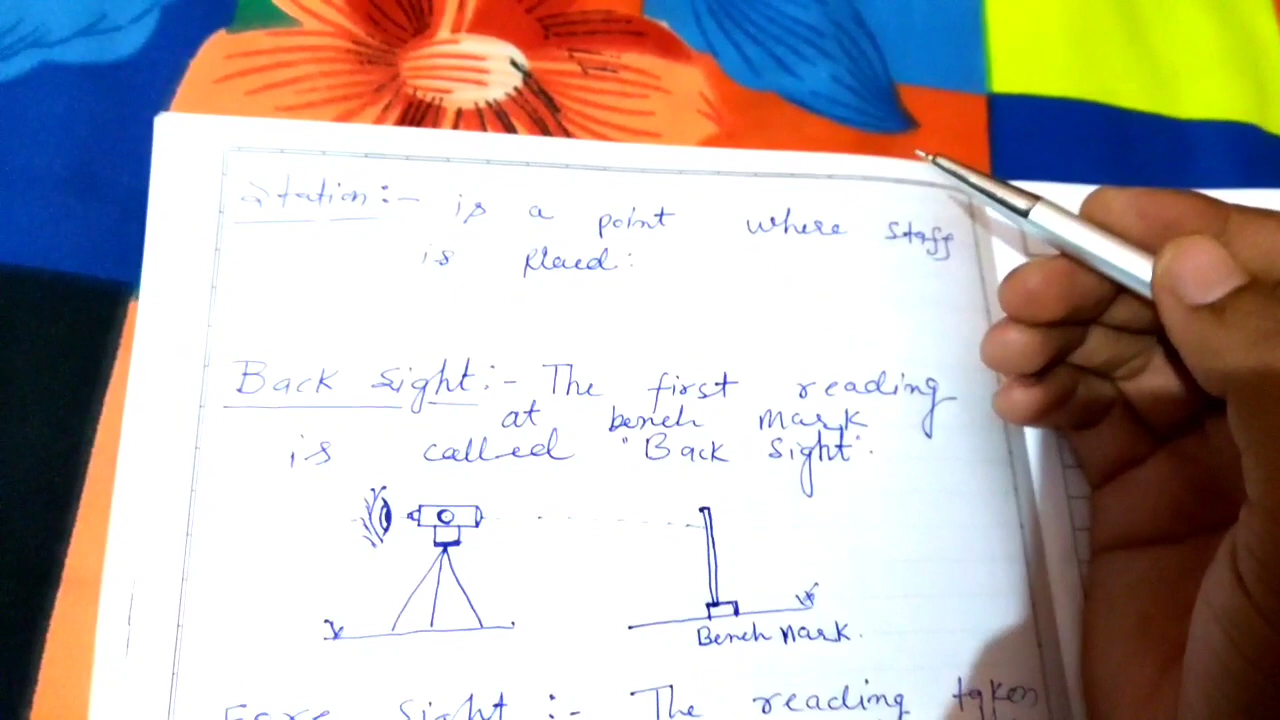 Station:- is a point where staff
is placed:
Back sight:- The first reading
at bench mark
is called "Back Sight".
Bench Mark.
Fore sight:- The reading taken